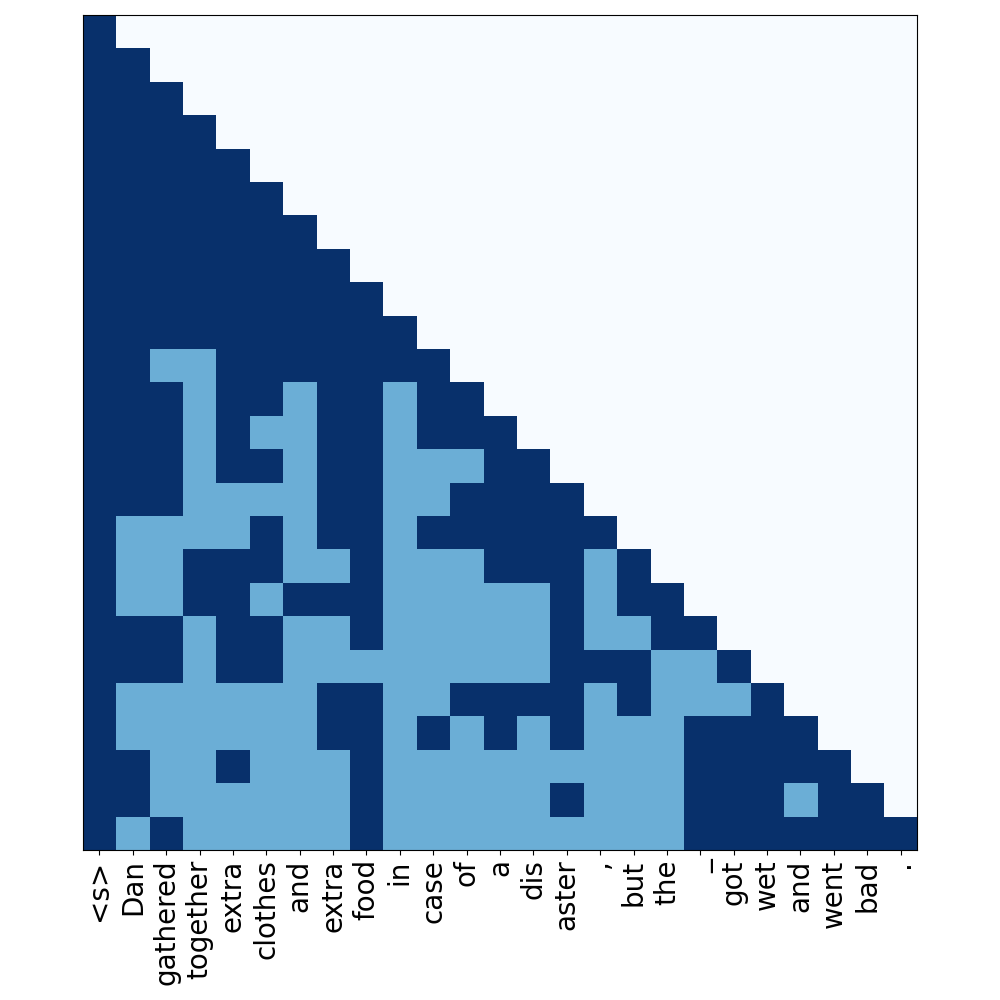 <s> Dan gathered together extra clothes and extra food in case of a dis aster , but the _ got wet and went bad .